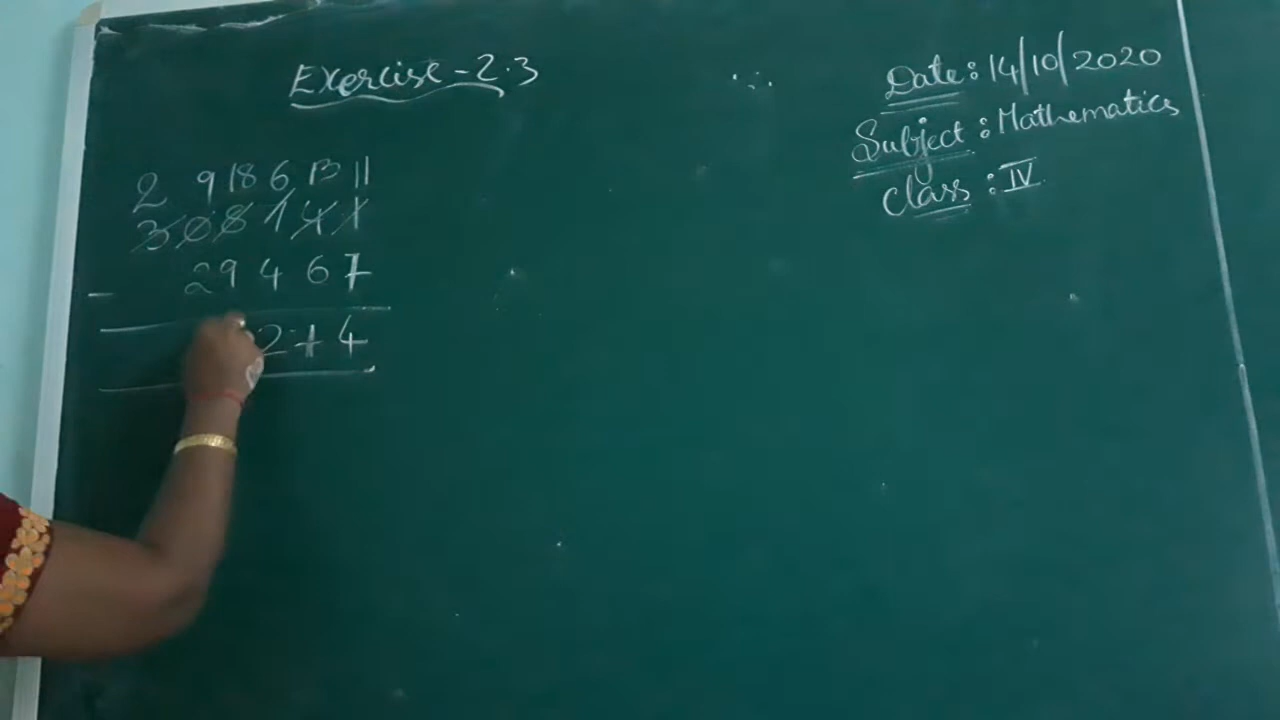 Exercise - 2.3
Date: 14/10/2020
Subject: Mathematics
Class: IV
2 9 18 6 13 11
3 0 8 7 4 1
- 2 9 4 6 7
2 7 4